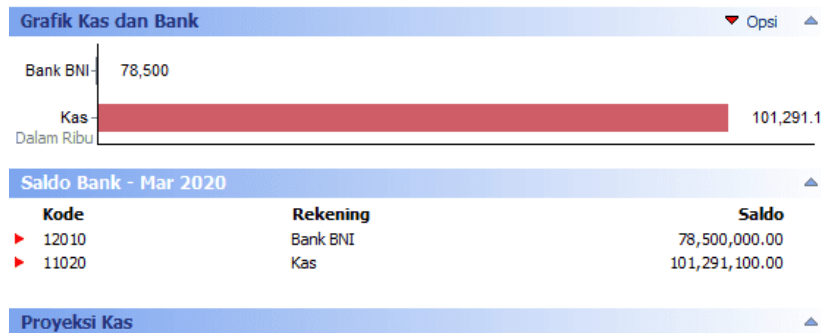 Grafik Kas dan Bank Opsi
Bank BNI 78,500
Kas 101,291.1
Dalam Ribu
Saldo Bank - Mar 2020
Kode Rekening Saldo
12010 Bank BNI 78,500,000.00
11020 Kas 101,291,100.00
Proyeksi Kas